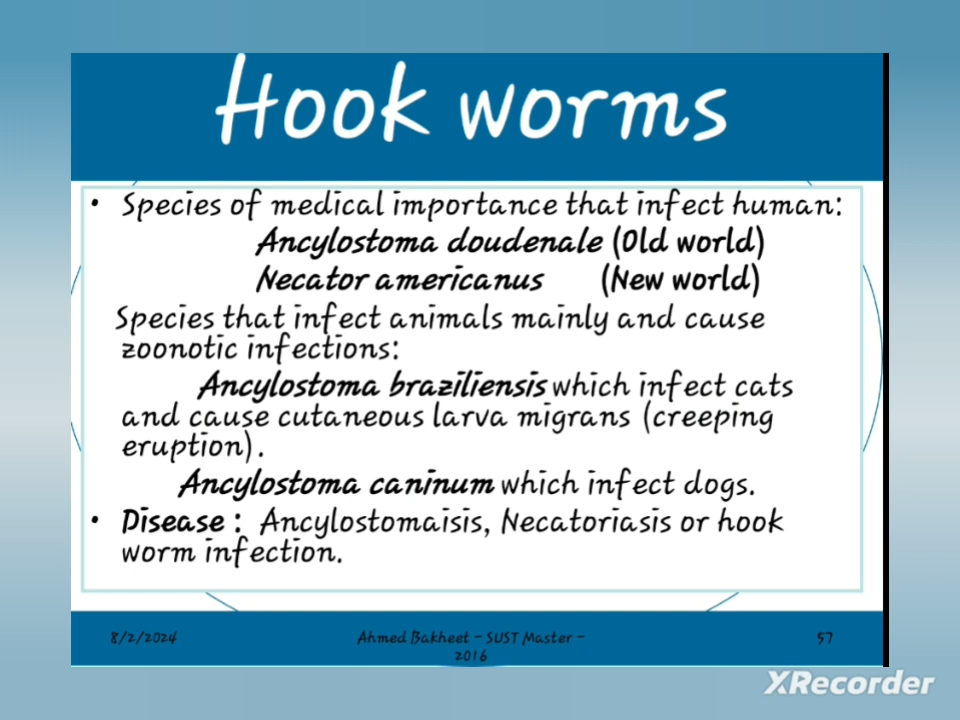 Hook worms
• Species of medical importance that infect human:
Ancylostoma doudenale (Old world)
Necator americanus (New world)
Species that infect animals mainly and cause
zoonotic infections:
Ancylostoma braziliensis which infect cats
and cause cutaneous larva migrans (creeping
eruption).
Ancylostoma caninum which infect dogs.
• Disease : Ancylostomaisis, Necatoriasis or hook
worm infection.
8/2/2024
Ahmed Bakheet – SUST Master –
2016
57
XRecorder